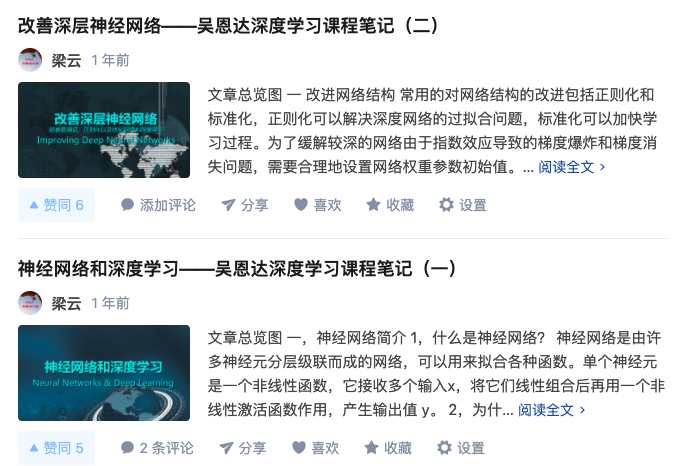 改善深层神经网络——吴恩达深度学习课程笔记（二）
梁云 1 年前
改善深层神经网络
Improving Deep Neural Networks
文章总览图 一 改进网络结构 常用的对网络结构的改进包括正则化和
标准化，正则化可以解决深度网络的过拟合问题，标准化可以加快学
习过程。为了缓解较深的网络由于指数效应导致的梯度爆炸和梯度消
失问题，需要合理地设置网络权重参数初始值。... 阅读全文 ›
▲ 赞同 6 添加评论 分享 喜欢 收藏 设置
神经网络和深度学习——吴恩达深度学习课程笔记（一）
梁云 1 年前
神经网络和深度学习
Neural Networks & Deep Learning
文章总览图 一，神经网络简介 1，什么是神经网络？ 神经网络是由许
多神经元分层级联而成的网络，可以用来拟合各种函数。单个神经元
是一个非线性函数，它接收多个输入x，将它们线性组合后再用一个非
线性激活函数作用，产生输出值 y。 2，为什... 阅读全文 ›
▲ 赞同 5 2 条评论 分享 喜欢 收藏 设置